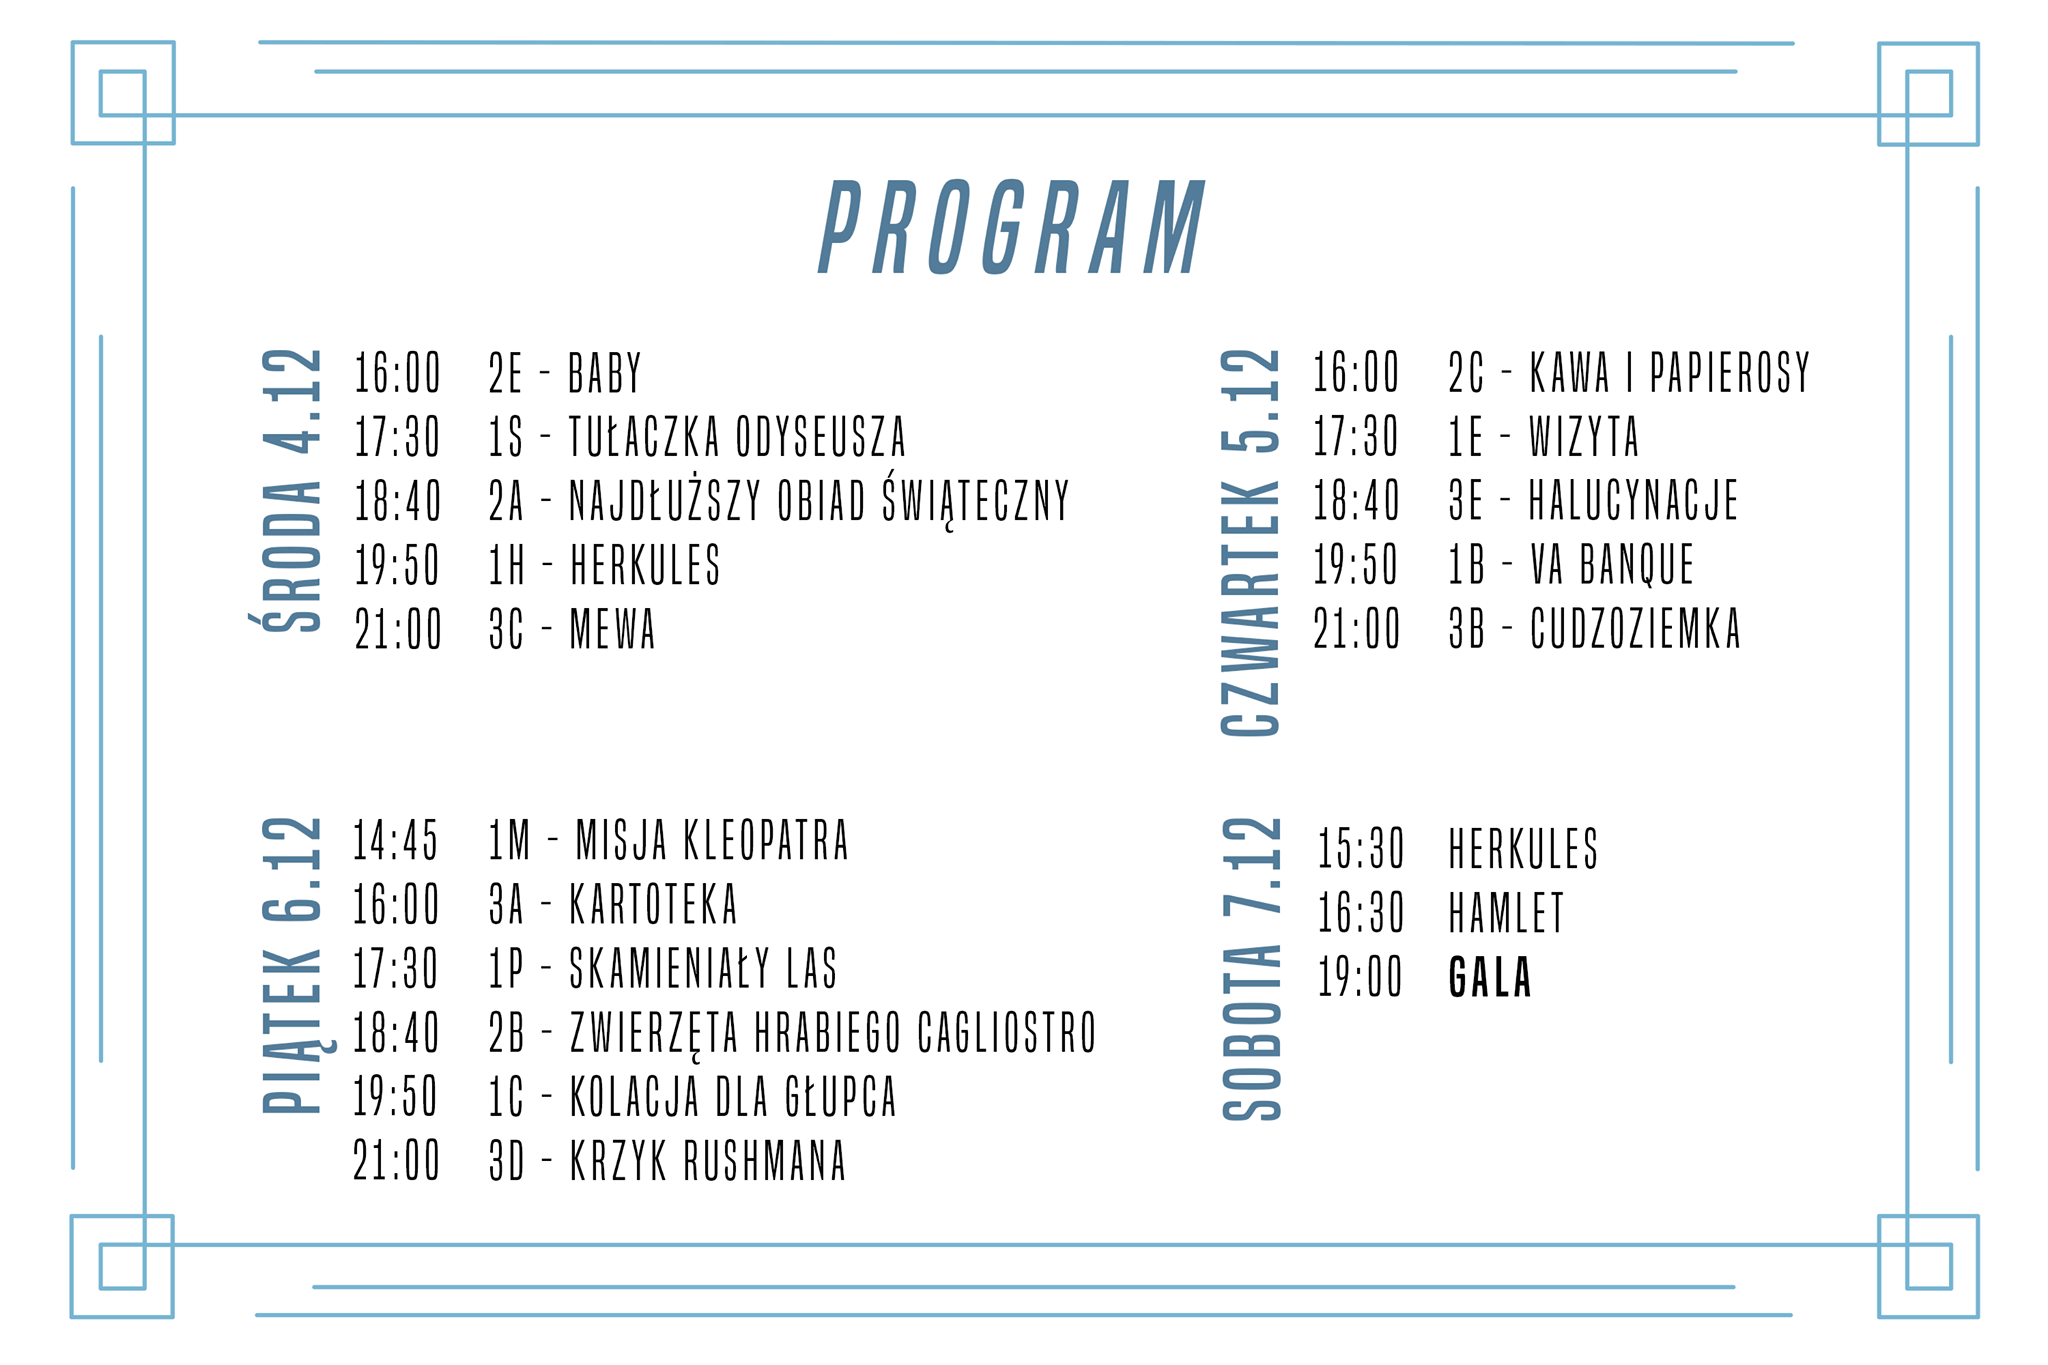 PROGRAM
ŚRODA 4.12
16:00 2E - BABY
17:30 1S - TUŁACZKA ODYSEUSZA
18:40 2A - NAJDŁUŻSZY OBIAD ŚWIĄTECZNY
19:50 1H - HERKULES
21:00 3C - MEWA
CZWARTEK 5.12
16:00 2C - KAWA I PAPIEROSY
17:30 1E - WIZYTA
18:40 3E - HALUCYNACJE
19:50 1B - VA BANQUE
21:00 3B - CUDZOZIEMKA
PIĄTEK 6.12
14:45 1M - MISJA KLEOPATRA
16:00 3A - KARTOTEKA
17:30 1P - SKAMIENIAŁY LAS
18:40 2B - ZWIERZĘTA HRABIEGO CAGLIOSTRO
19:50 1C - KOLACJA DLA GŁUPCA
21:00 3D - KRZYK RUSHMANA
SOBOTA 7.12
15:30 HERKULES
16:30 HAMLET
19:00 GALA